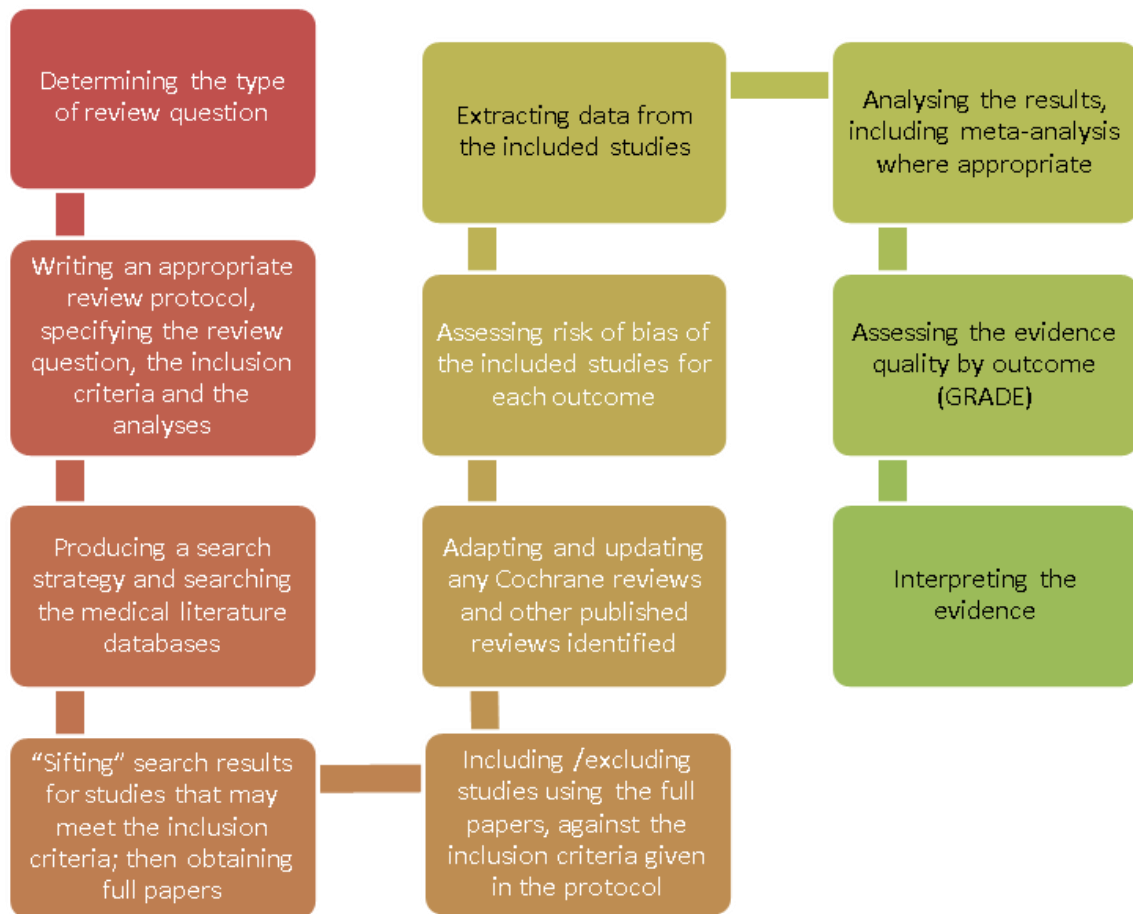 Determining the type
of review question
Writing an appropriate
review protocol,
specifying the review
question, the inclusion
criteria and the
analyses
Producing a search
strategy and searching
the medical literature
databases
“Sifting” search results
for studies that may
meet the inclusion
criteria; then obtaining
full papers
Including /excluding
studies using the full
papers, against the
inclusion criteria given
in the protocol
Adapting and updating
any Cochrane reviews
and other published
reviews identified
Assessing risk of bias of
the included studies for
each outcome
Extracting data from
the included studies
Analysing the results,
including meta-analysis
where appropriate
Assessing the evidence
quality by outcome
(GRADE)
Interpreting the
evidence